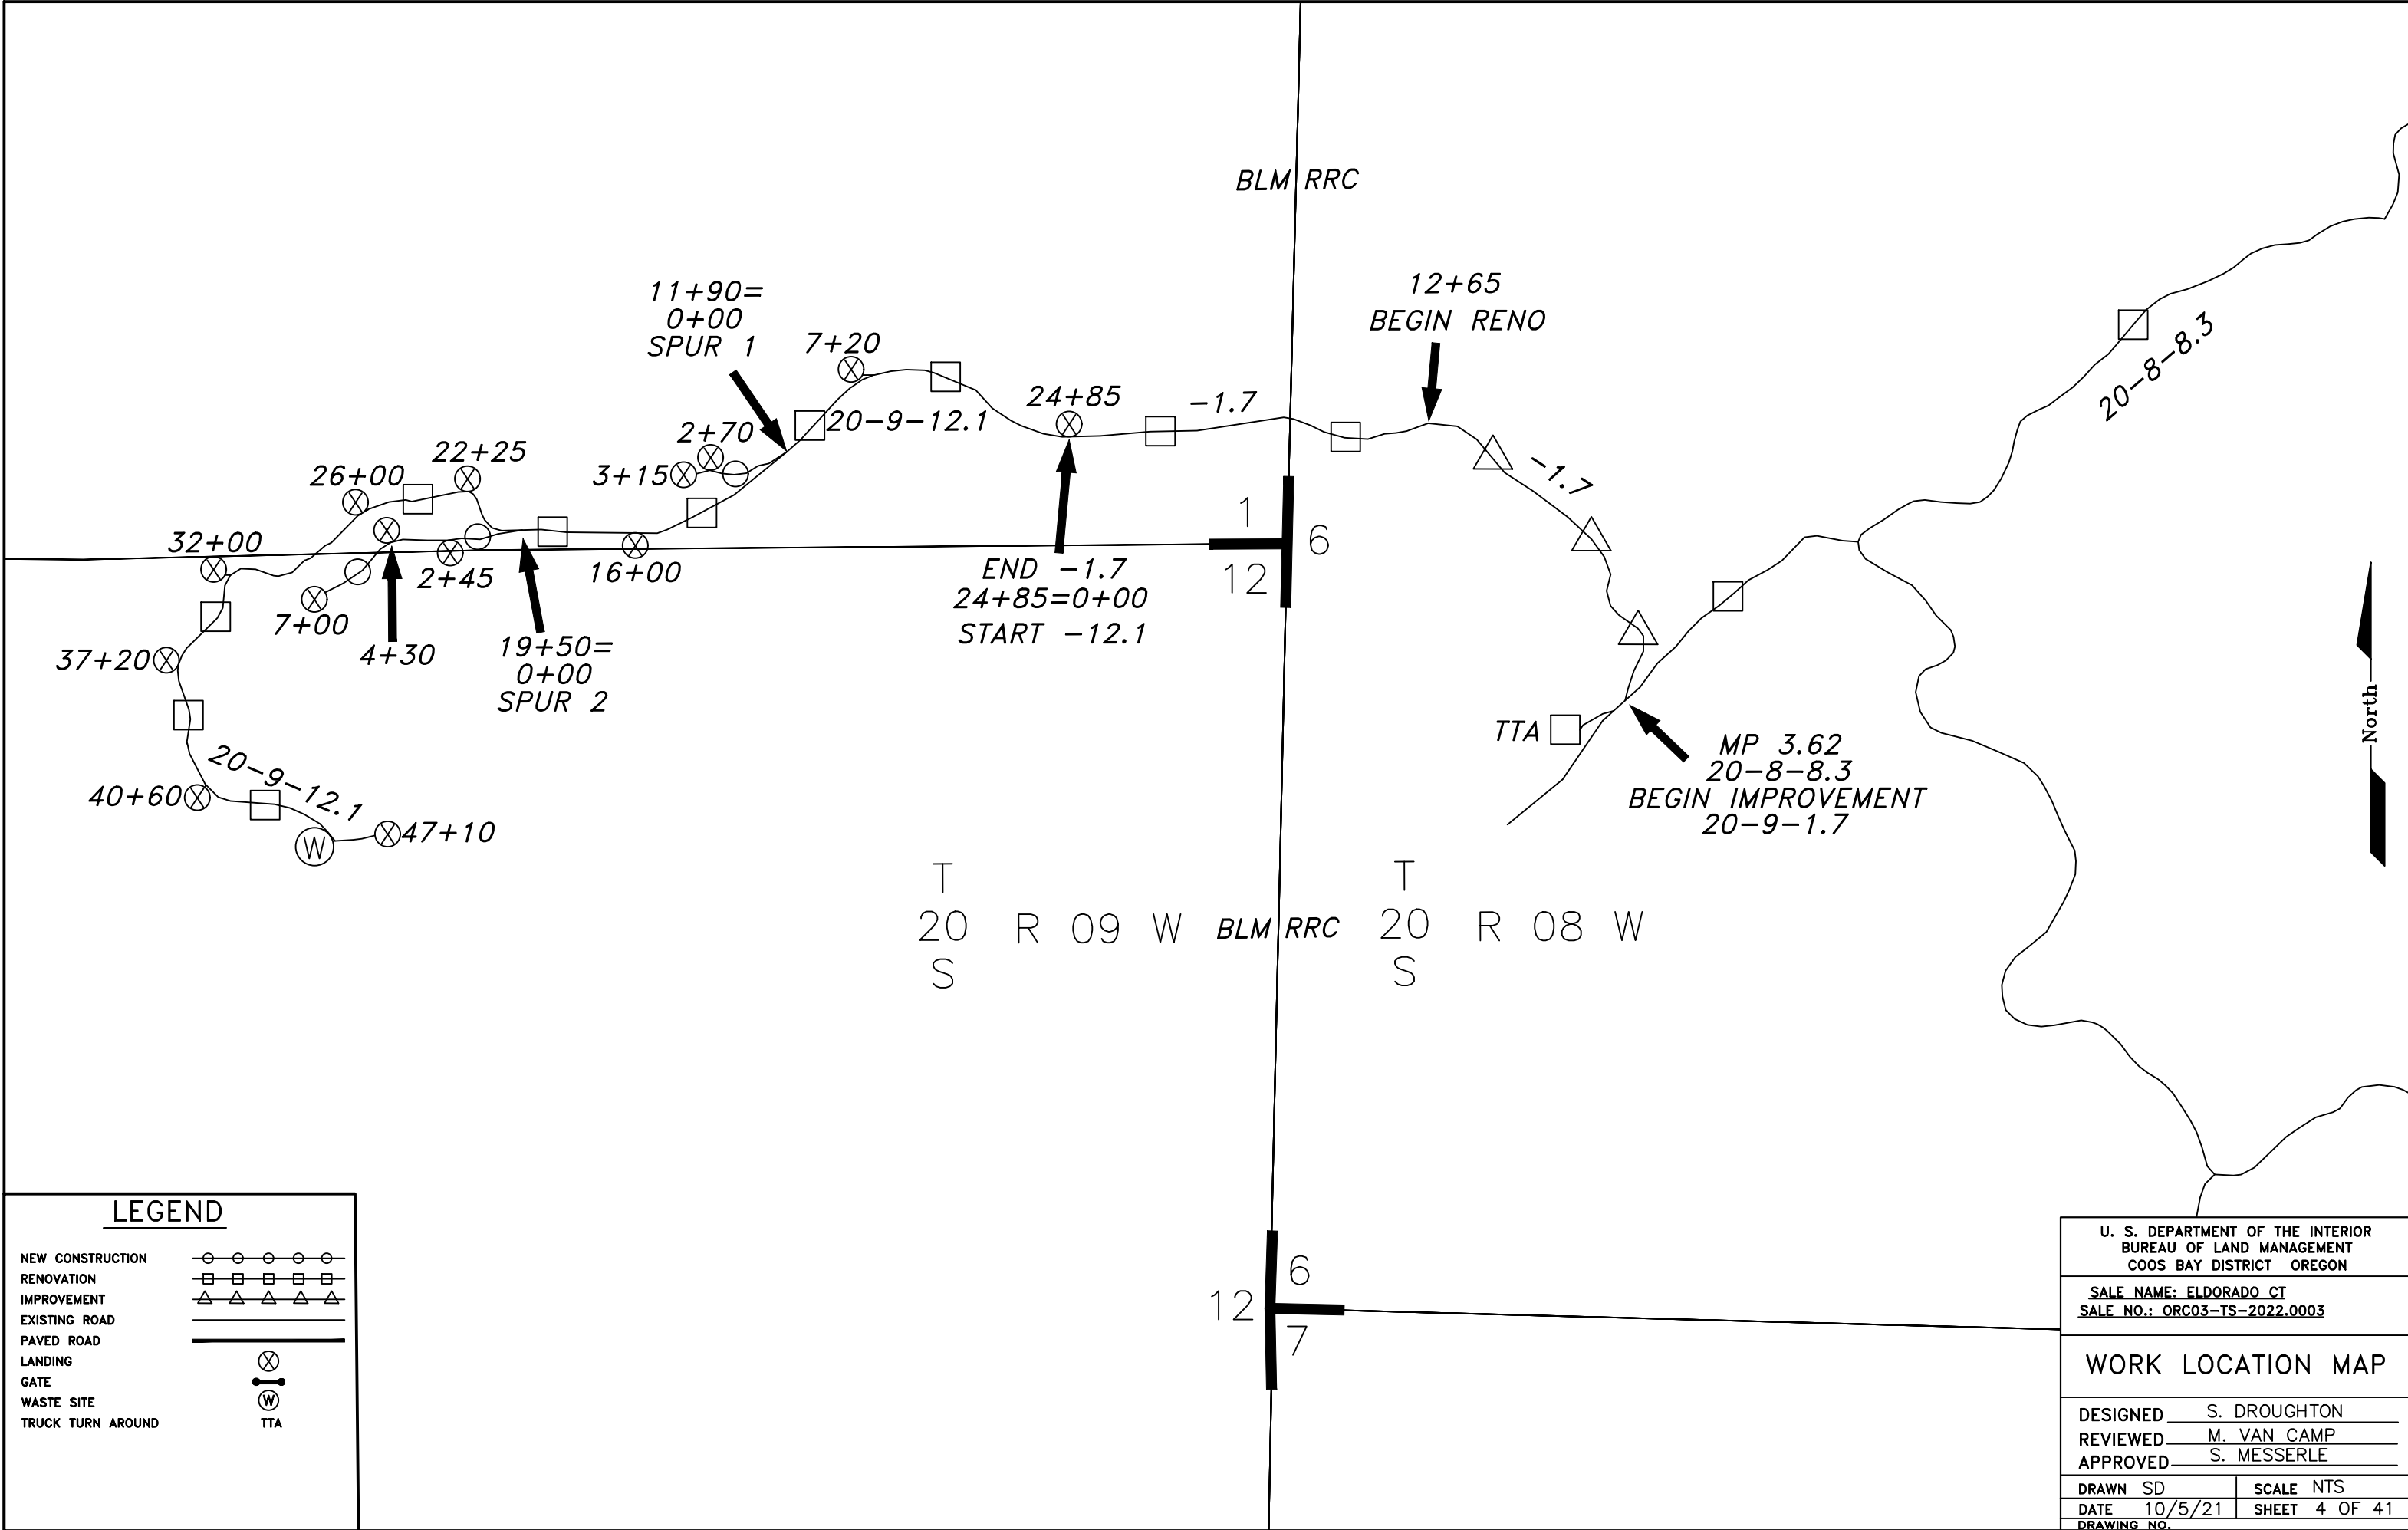 BLM RRC
11+90=
0+00
SPUR 1
7+20
12+65
BEGIN RENO
24+85
-1.7
20-9-12.1
2+70
3+15
22+25
26+00
32+00
16+00
2+45
7+00
4+30
37+20
19+50=
0+00
SPUR 2
END -1.7
24+85=0+00
START -12.1
1
6
12
-1.7
20-8-8.3
TTA
MP 3.62
20-8-8.3
BEGIN IMPROVEMENT
20-9-1.7
North
20-9-12.1
40+60
47+10
W
T
20 R 09 W
S
BLM RRC
T
20 R 08 W
S
6
12
7
LEGEND
NEW CONSTRUCTION
RENOVATION
IMPROVEMENT
EXISTING ROAD
PAVED ROAD
LANDING
GATE
WASTE SITE W
TRUCK TURN AROUND TTA
U. S. DEPARTMENT OF THE INTERIOR
BUREAU OF LAND MANAGEMENT
COOS BAY DISTRICT OREGON
SALE NAME: ELDORADO CT
SALE NO.: ORC03-TS-2022.0003
WORK LOCATION MAP
DESIGNED S. DROUGHTON
REVIEWED M. VAN CAMP
APPROVED S. MESSERLE
DRAWN SD SCALE NTS
DATE 10/5/21 SHEET 4 OF 41
DRAWING NO.